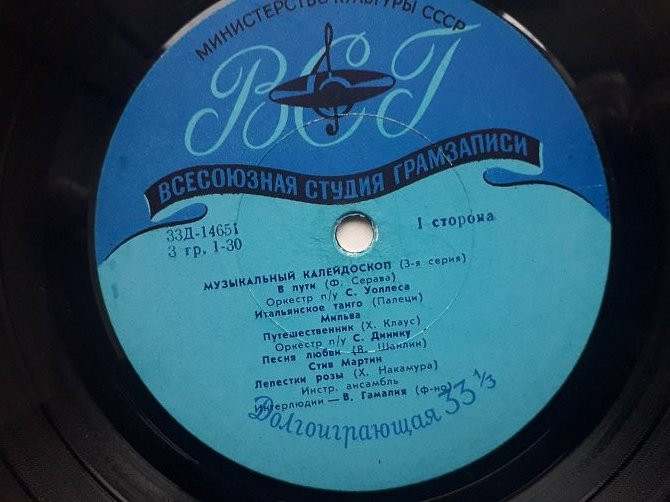 МИНИСТЕРСТВО КУЛЬТУРЫ СССР
ВСГ
ВСЕСОЮЗНАЯ СТУДИЯ ГРАМЗАПИСИ
33Д-14651
3 гр. 1-30
I сторона
МУЗЫКАЛЬНЫЙ КАЛЕЙДОСКОП (3-я серия)
В пути (Ф. Серава)
Оркестр п/у С. Уоллеса
Итальянское танго (Палеци)
Мильва
Путешественник (Х. Клаус)
Оркестр п/у С. Динику
Песня любви (В. Шаилин)
Стив Мартин
Лепестки розы (Х. Накамура)
Инстр. ансамбль
Интерлюдии — В. Гамалия (ф-но)
Долгоиграющая 33 1/3